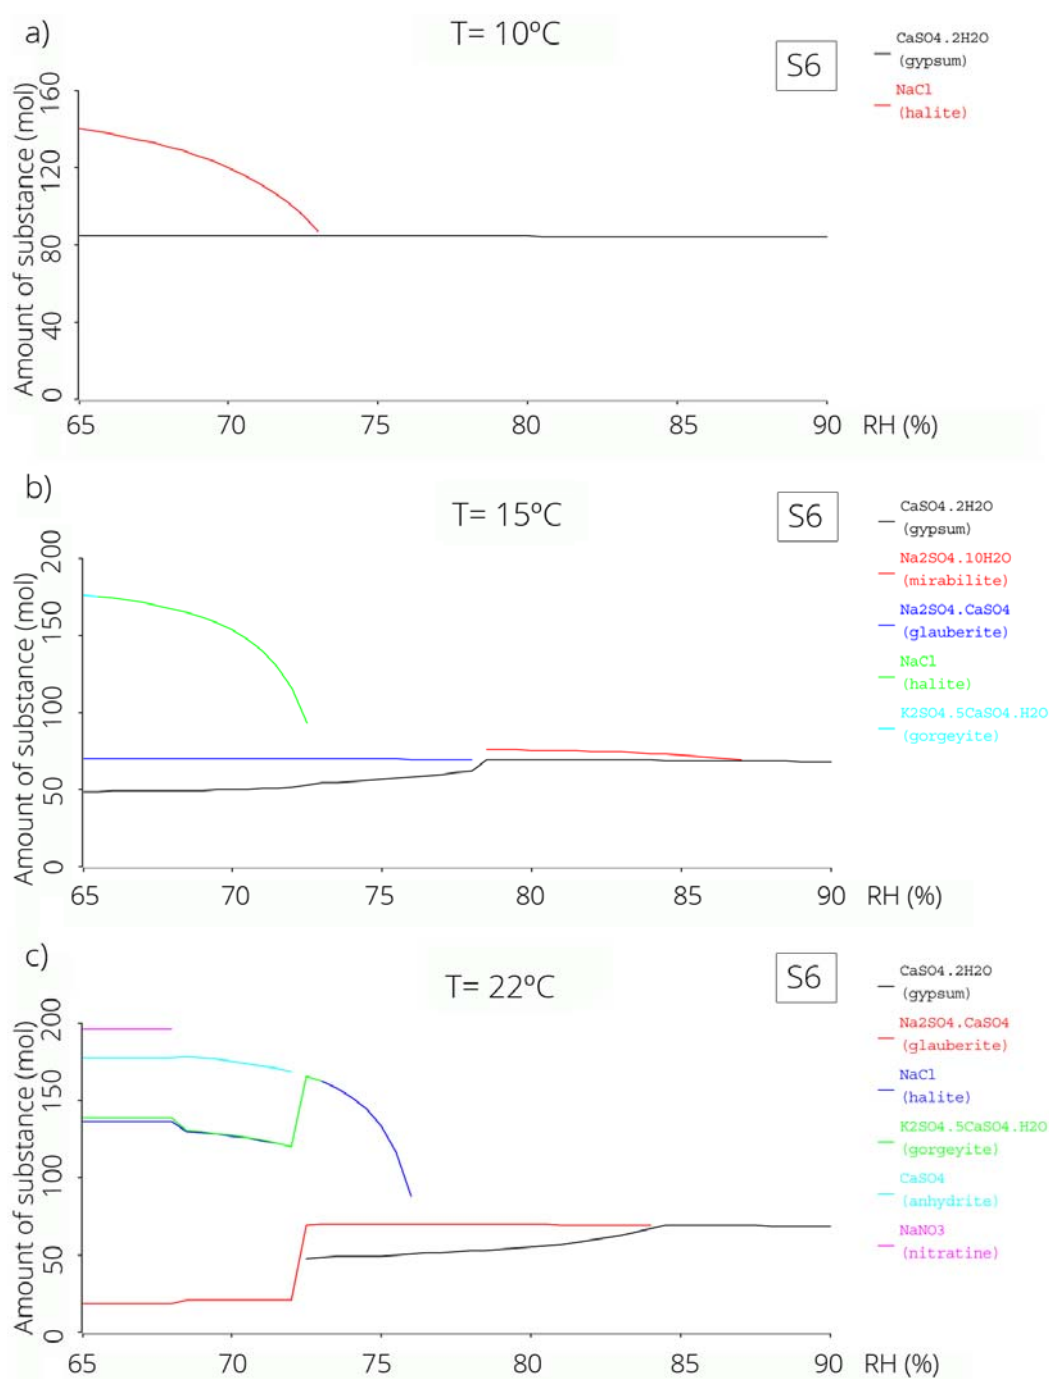 a)
T= 10ºC
S6
CaSO4.2H2O
(gypsum)
NaCl
(halite)
Amount of substance (mol)
160
120
80
40
0
65 70 75 80 85 90 RH (%)
b)
T= 15ºC
S6
CaSO4.2H2O
(gypsum)
Na2SO4.10H2O
(mirabilite)
Na2SO4.CaSO4
(glauberite)
NaCl
(halite)
K2SO4.5CaSO4.H2O
(gorgeyite)
Amount of substance (mol)
200
150
100
50
0
65 70 75 80 85 90 RH (%)
c)
T= 22ºC
S6
CaSO4.2H2O
(gypsum)
Na2SO4.CaSO4
(glauberite)
NaCl
(halite)
K2SO4.5CaSO4.H2O
(gorgeyite)
CaSO4
(anhydrite)
NaNO3
(nitratine)
Amount of substance (mol)
200
150
100
50
0
65 70 75 80 85 90 RH (%)